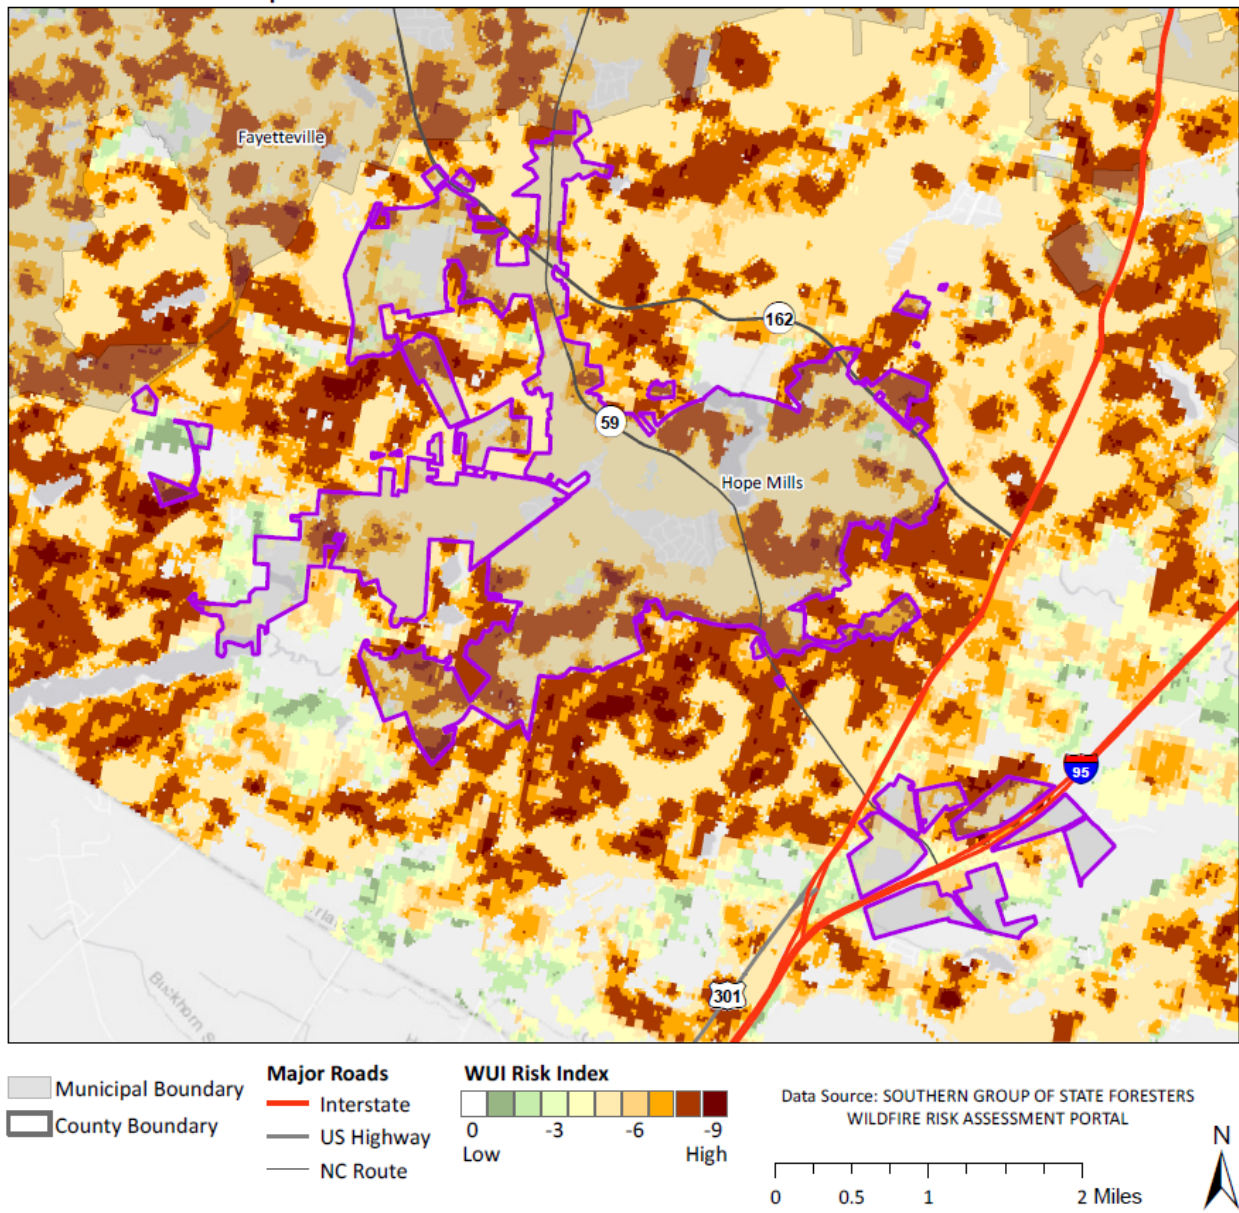 Fayetteville
162
59
Hope Mills
95
301
Buckhorn S
Municipal Boundary
County Boundary
Major Roads
Interstate
US Highway
NC Route
WUI Risk Index
0 -3 -6 -9
Low High
Data Source: SOUTHERN GROUP OF STATE FORESTERS
WILDFIRE RISK ASSESSMENT PORTAL
N
0 0.5 1 2 Miles